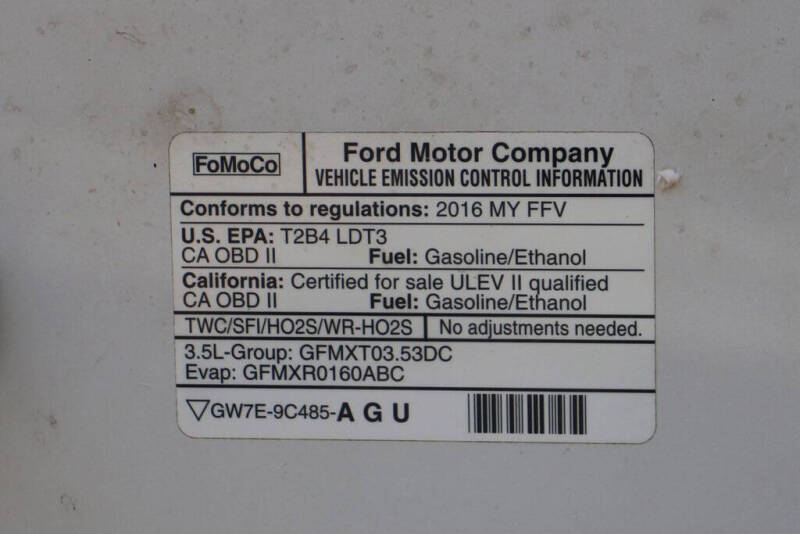 FoMoCo
Ford Motor Company
VEHICLE EMISSION CONTROL INFORMATION
Conforms to regulations: 2016 MY FFV
U.S. EPA: T2B4 LDT3
CA OBD II Fuel: Gasoline/Ethanol
California: Certified for sale ULEV II qualified
CA OBD II Fuel: Gasoline/Ethanol
TWC/SFI/HO2S/WR-HO2S No adjustments needed.
3.5L-Group: GFMXT03.53DC
Evap: GFMXR0160ABC
▽GW7E-9C485-A G U